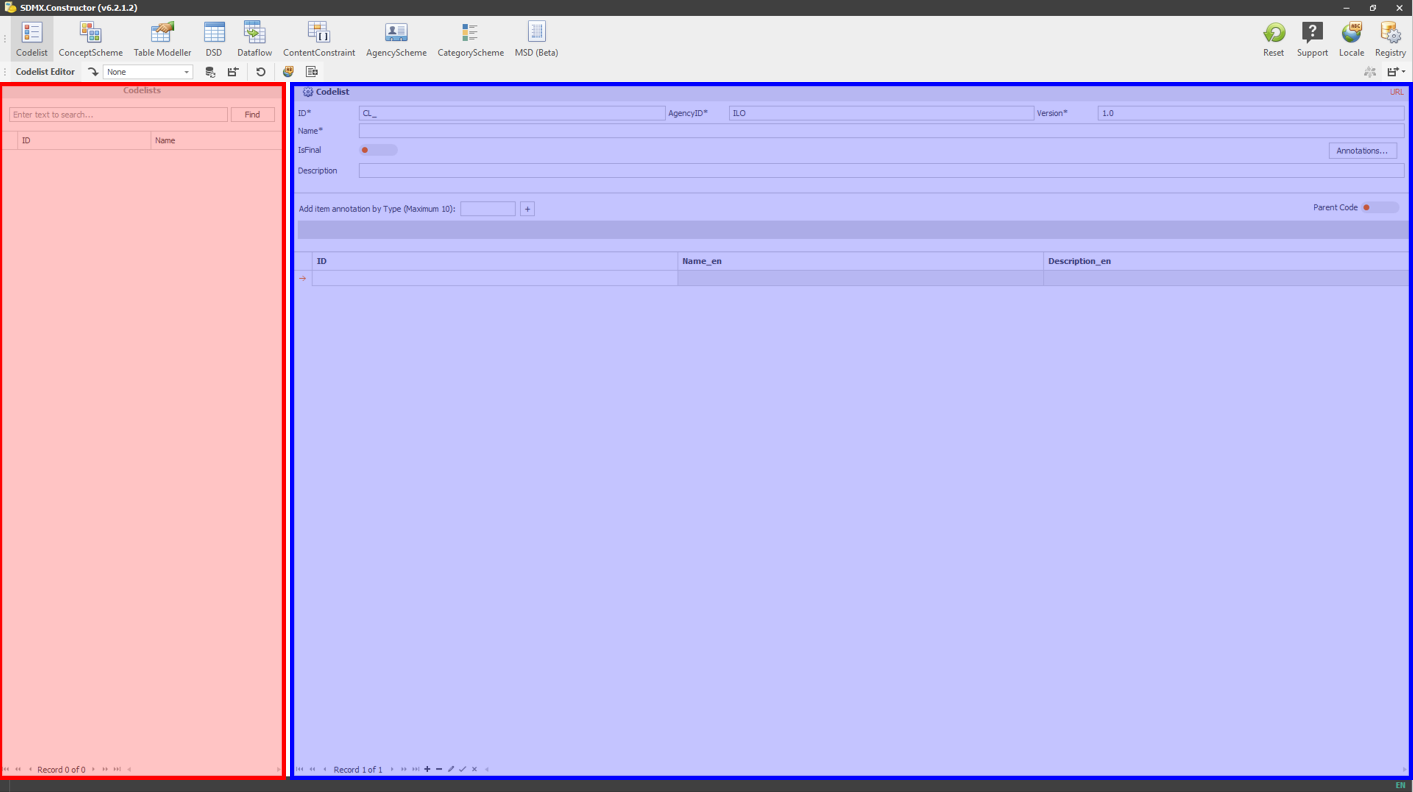 SDMX.Constructor (v6.2.1.2)
Codelist ConceptScheme Table Modeller DSD Dataflow ContentConstraint AgencyScheme CategoryScheme MSD (Beta) Reset Support Locale Registry
Codelist Editor None
Codelists
Enter text to search... Find
ID Name
Record 0 of 0
Codelist URL
ID* CL_ AgencyID* ILO Version* 1.0
Name*
IsFinal Annotations...
Description
Add item annotation by Type (Maximum 10): + Parent Code
ID Name_en Description_en
Record 1 of 1
EN